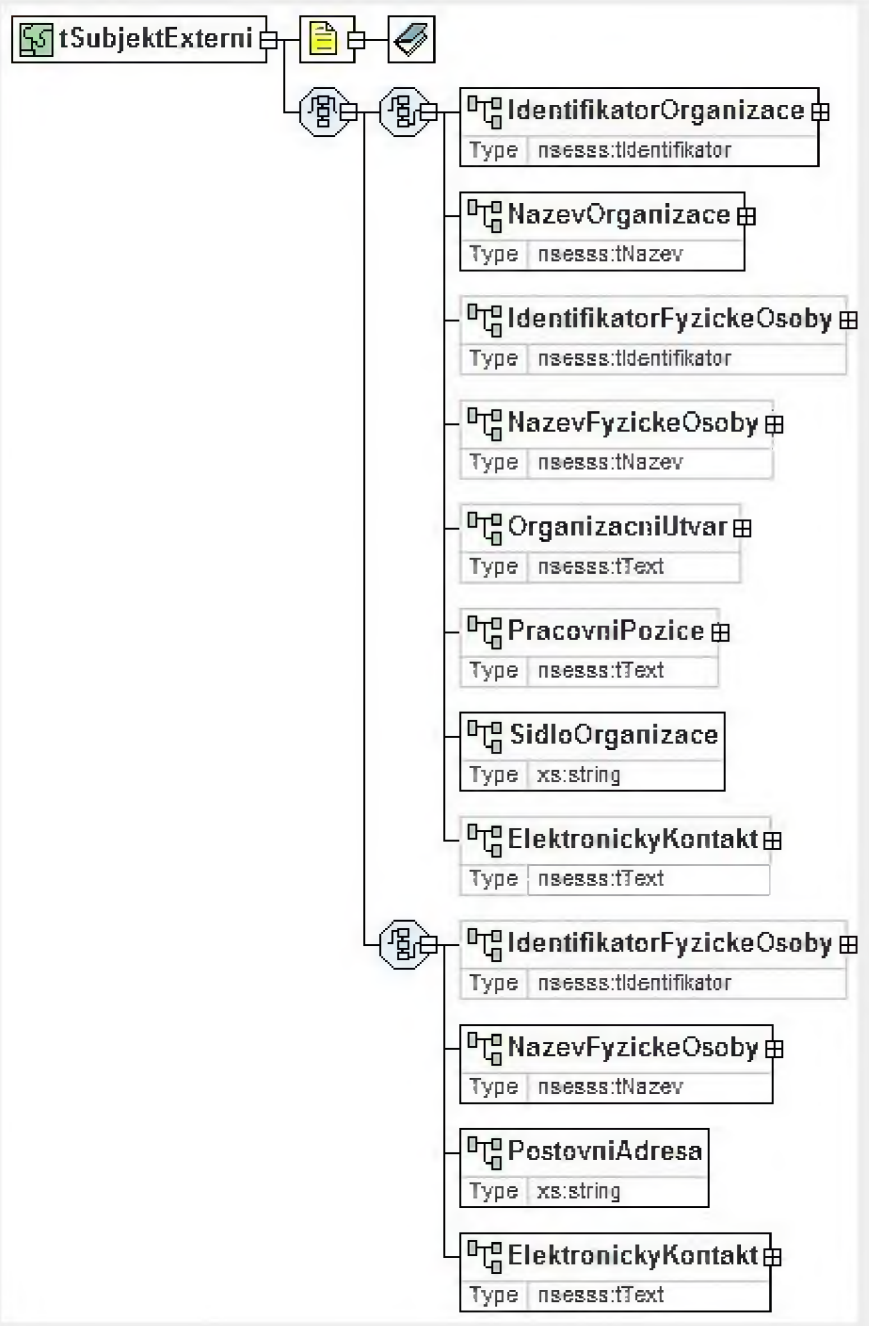 tSubjektExterni
IdentifikatorOrganizace
Type nsesss:tIdentifikator
NazevOrganizace
Type nsesss:tNazev
IdentifikatorFyzickeOsoby
Type nsesss:tIdentifikator
NazevFyzickeOsoby
Type nsesss:tNazev
OrganizacniUtvar
Type nsesss:tText
PracovniPozice
Type nsesss:tText
SidloOrganizace
Type xs:string
ElektronickyKontakt
Type nsesss:tText
IdentifikatorFyzickeOsoby
Type nsesss:tIdentifikator
NazevFyzickeOsoby
Type nsesss:tNazev
PostovniAdresa
Type xs:string
ElektronickyKontakt
Type nsesss:tText